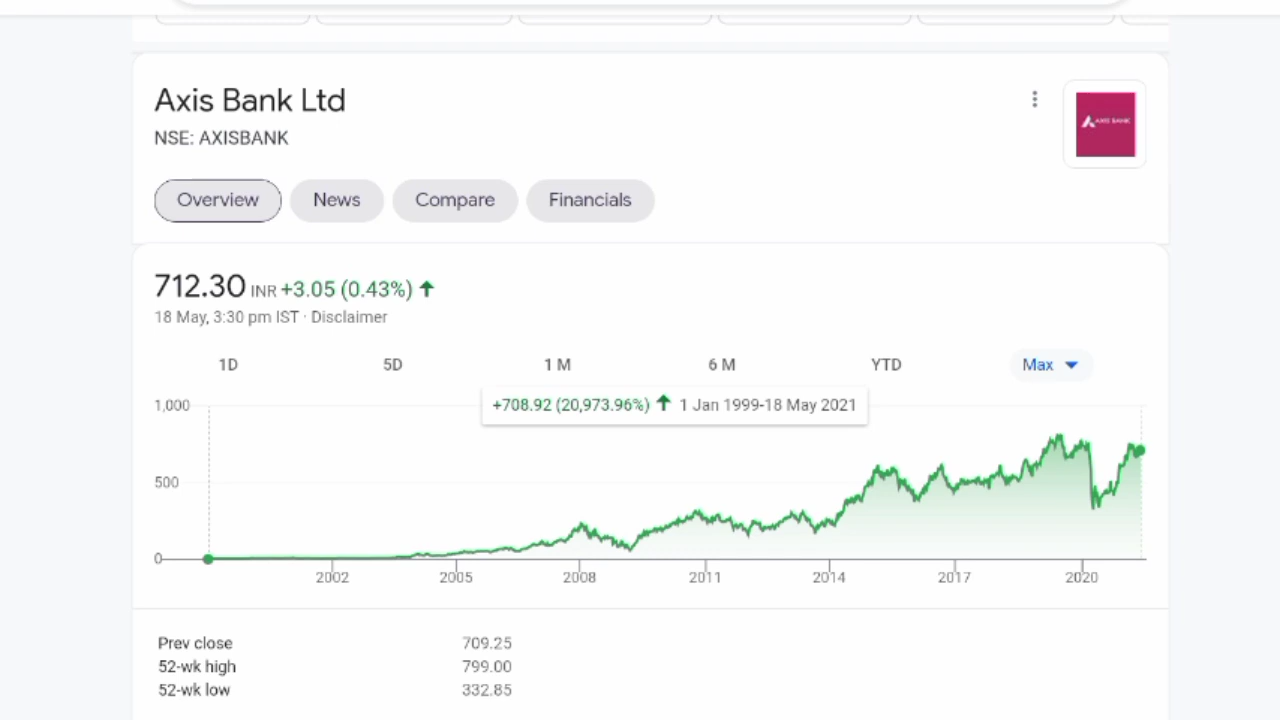 Axis Bank Ltd
NSE: AXISBANK
AXIS BANK
Overview News Compare Financials
712.30 INR +3.05 (0.43%)
18 May, 3:30 pm IST · Disclaimer
1D 5D 1 M 6 M YTD Max
+708.92 (20,973.96%) 1 Jan 1999-18 May 2021
1,000
500
0
2002 2005 2008 2011 2014 2017 2020
Prev close 709.25
52-wk high 799.00
52-wk low 332.85